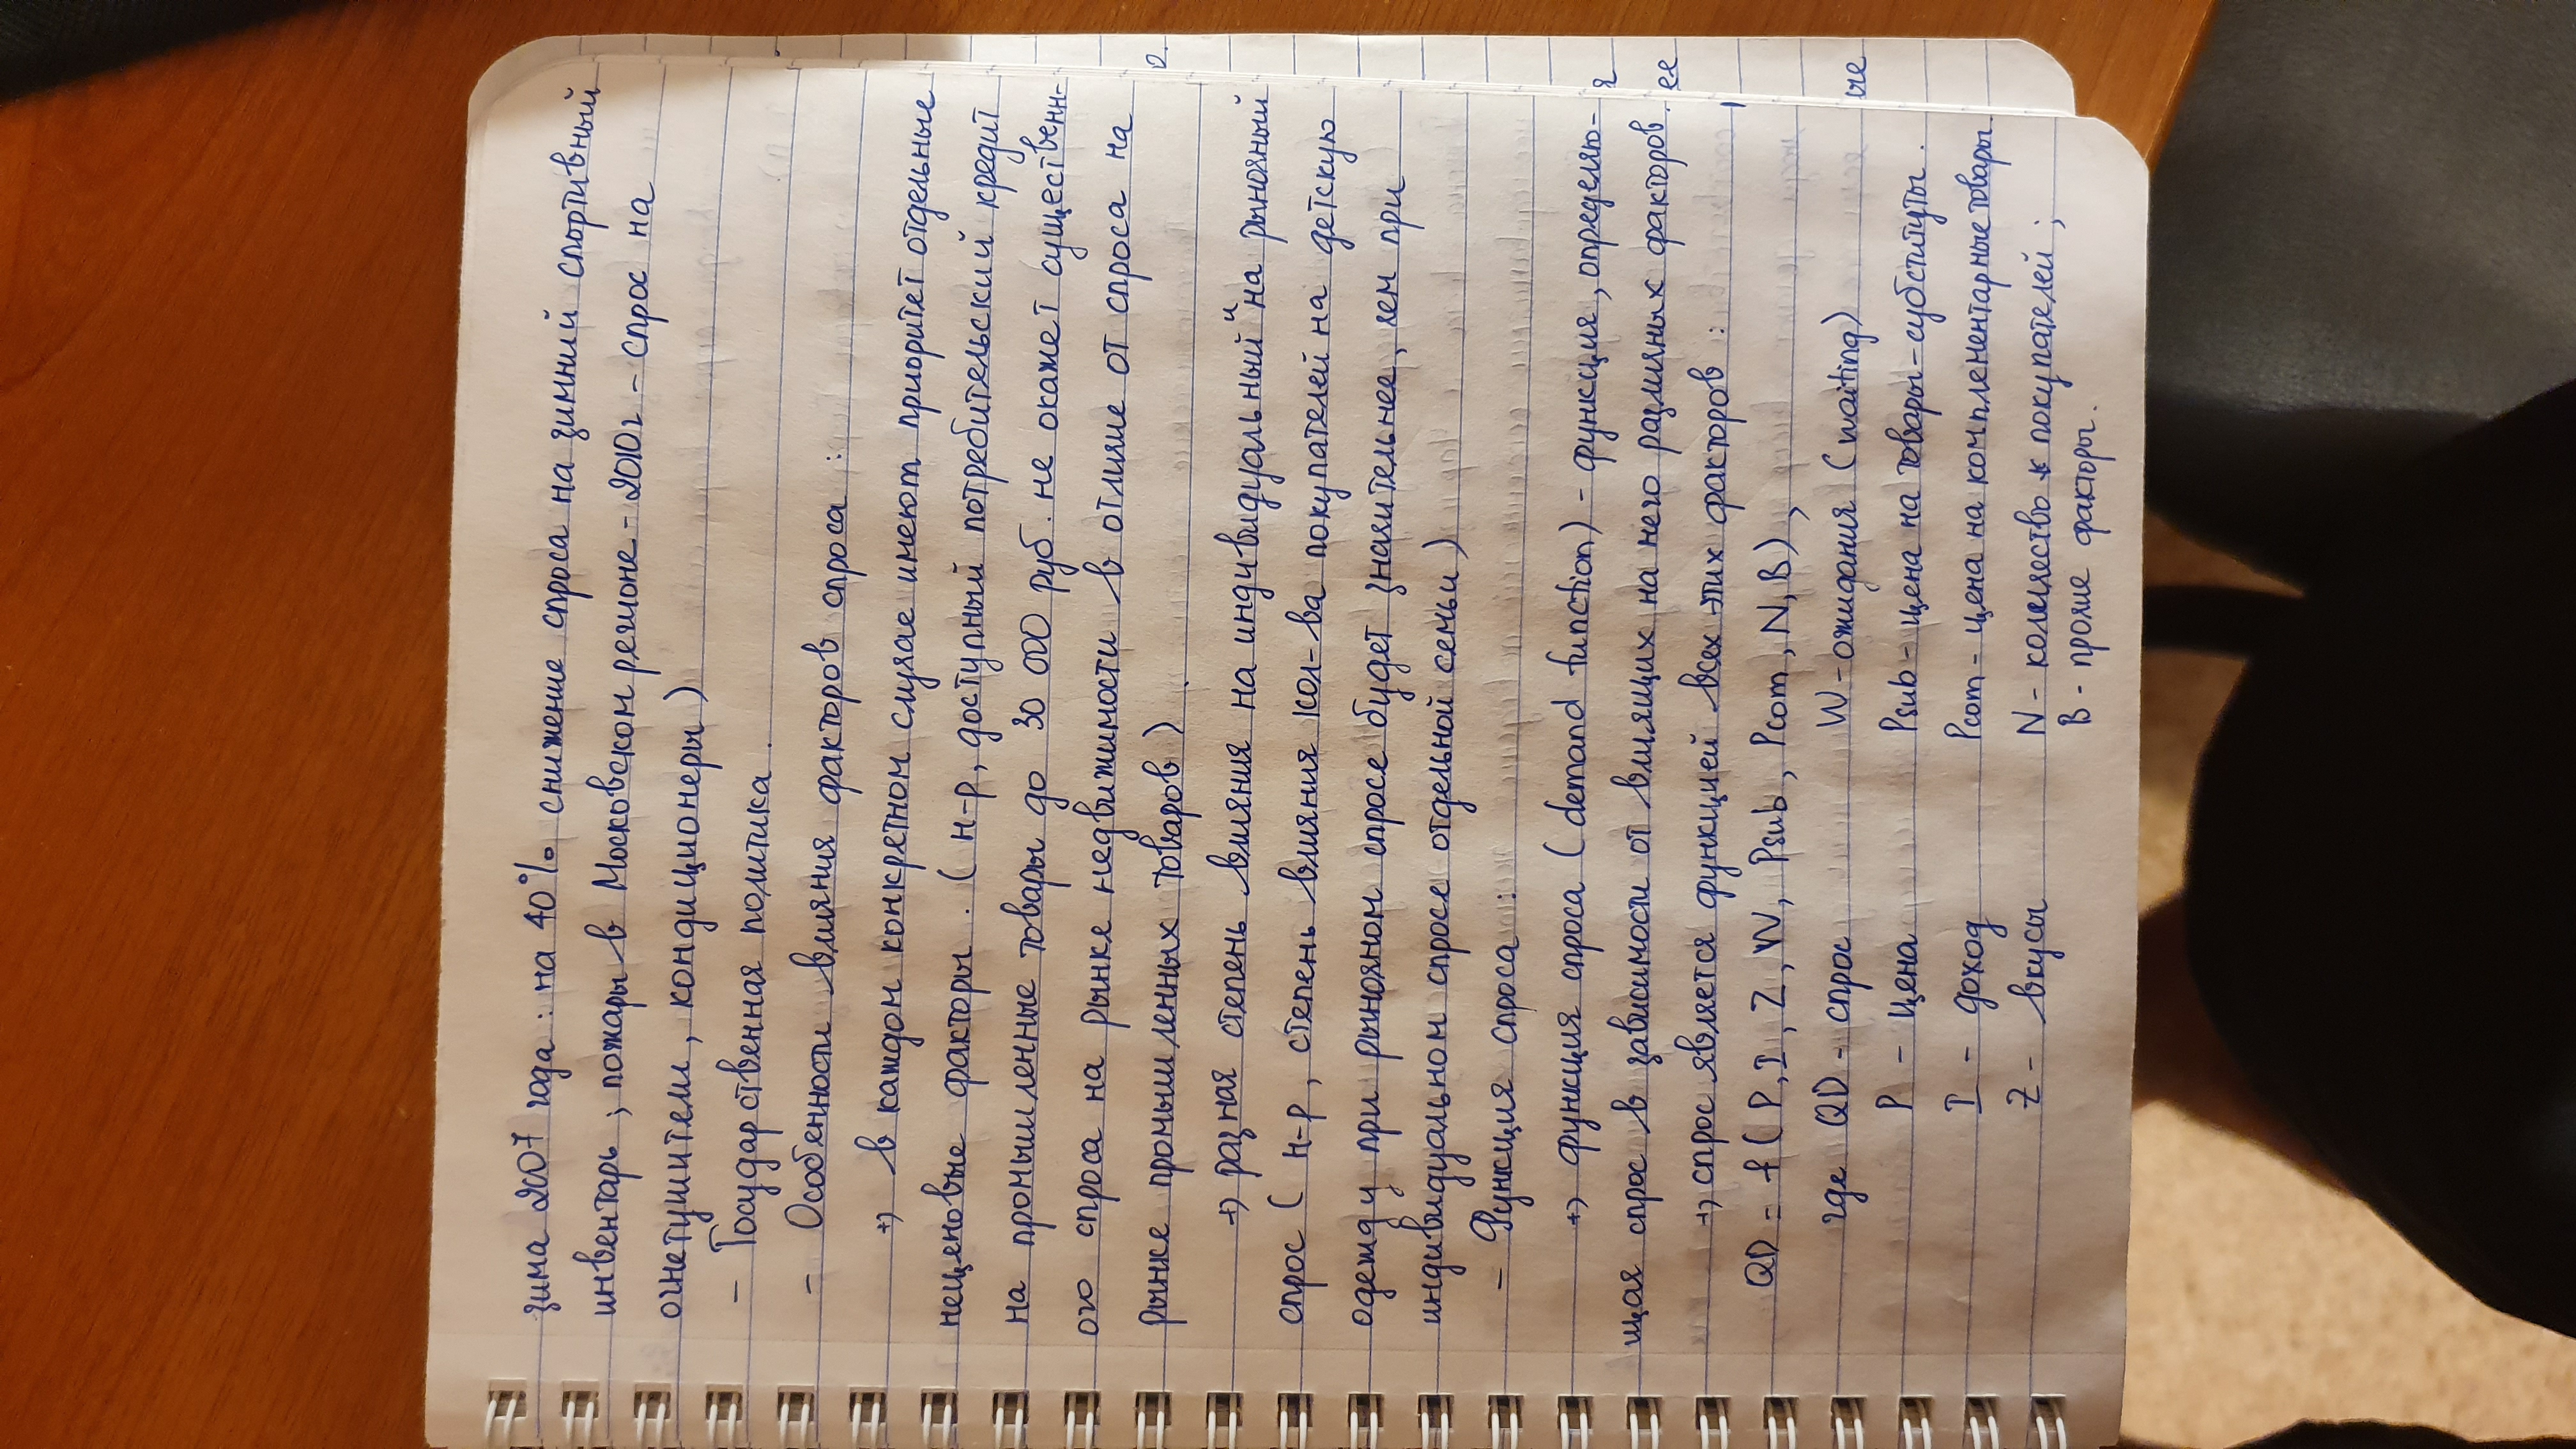 зима 2007 года : на 40% снижение спроса на зимний спортивный
инвентарь ; пожары в Московском регионе - 2010г - спрос на
огнетушители, кондиционеры)
- Государственная политика.
- Особенности влияния факторов спроса :
→ в каждом конкретном случае имеют приоритет отдельные
неценовые факторы. ( н-р, доступный потребительский кредит
на промышленные товары до 30 000 руб. не окажет существенн-
ого спроса на рынке недвижимости в отличие от спроса на
рынке промышленных товаров).
→ разная степень влияния на индивидуальный и на рыночный
спрос ( н-р, степень влияния кол-ва покупателей на детскую
одежду при рыночном спросе будет значительнее, чем при
индивидуальном спросе отдельной семьи)
- Функция спроса :
→ функция спроса (demand function) - функция, определяю-
щая спрос в зависимости от влиящих на него различных факторов.
→ спрос является функцией всех этих факторов :
QD = f( P, I, Z, W, Psub, Pcom, N, B),
где QD - спрос W - ожидания (waiting)
P - цена Psub - цена на товары-субституты.
I - доход Pcom - цена на комплементарные товары.
Z - вкусы N - количество покупателей ;
B - прочие факторы.